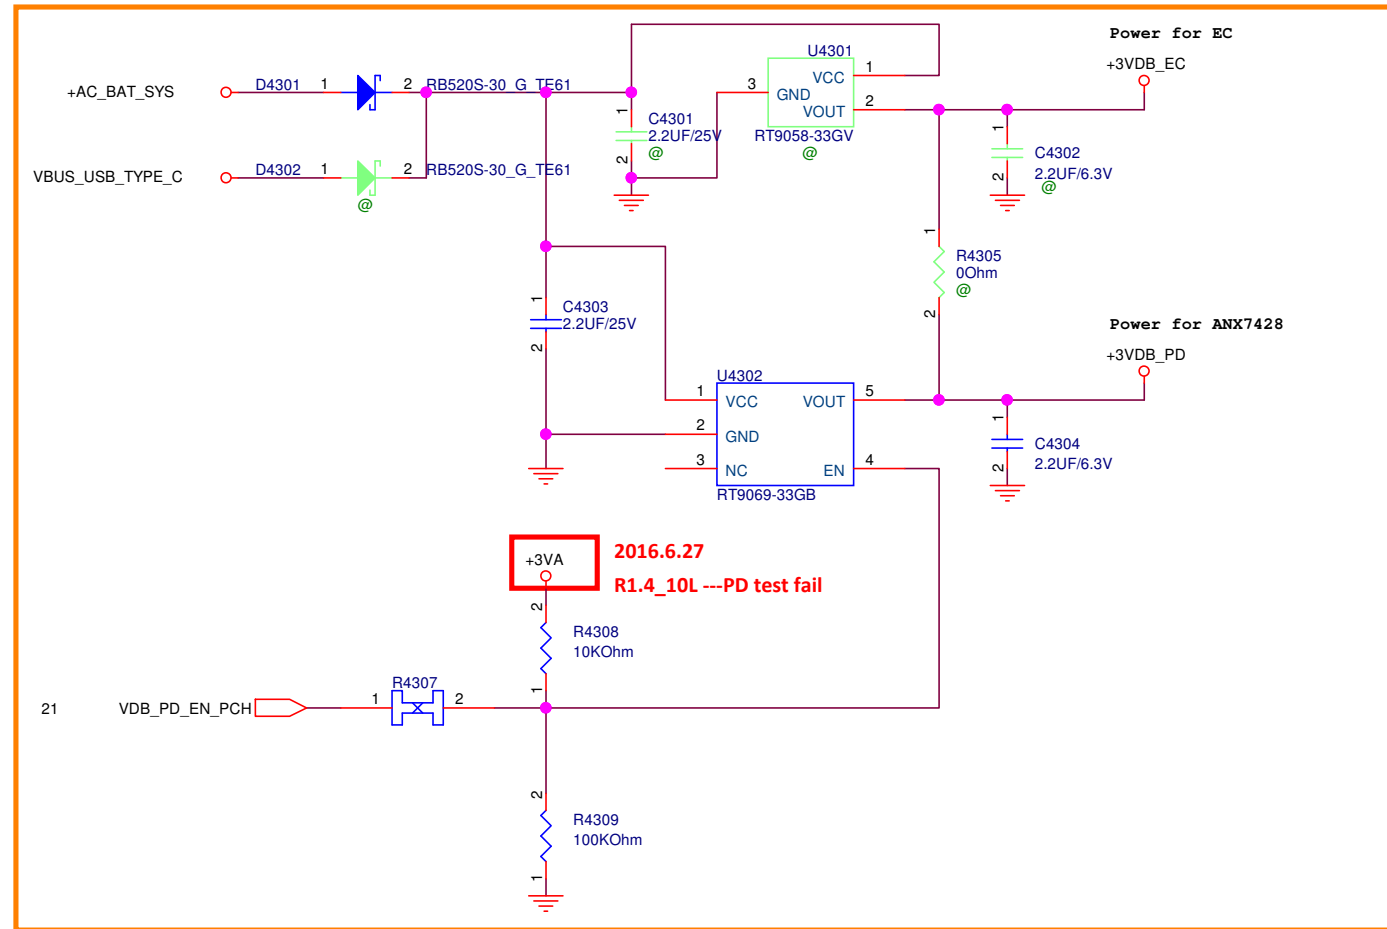 Power for EC
+3VDB_EC
U4301
VCC 1
3 GND
VOUT 2
RT9058-33GV
@
+AC_BAT_SYS
D4301 1 2 RB520S-30_G_TE61
1
C4301
2.2UF/25V
@
2
1
C4302
2.2UF/6.3V
@
2
VBUS_USB_TYPE_C
D4302 1 2 RB520S-30_G_TE61
@
1
R4305
0Ohm
@
2
1
C4303
2.2UF/25V
2
Power for ANX7428
+3VDB_PD
U4302
1 VCC VOUT 5
2 GND
3 NC EN 4
RT9069-33GB
1
C4304
2.2UF/6.3V
2
+3VA
2016.6.27
R1.4_10L ---PD test fail
2
R4308
10KOhm
1
21 VDB_PD_EN_PCH 1 R4307 2
2
R4309
100KOhm
1